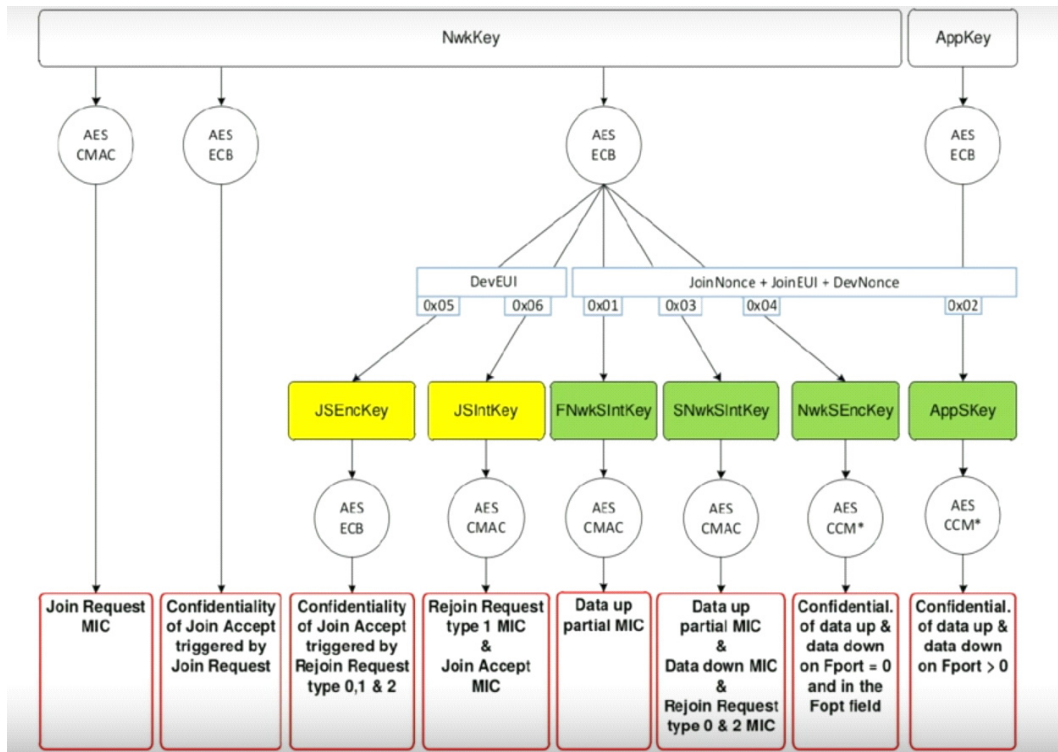 NwkKey
AppKey
AES
CMAC
AES
ECB
AES
ECB
AES
ECB
DevEUI
JoinNonce + JoinEUI + DevNonce
0x05
0x06
0x01
0x03
0x04
0x02
JSEncKey
JSIntKey
FNwkSIntKey
SNwkSIntKey
NwkSEncKey
AppSKey
AES
ECB
AES
CMAC
AES
CMAC
AES
CMAC
AES
CCM*
AES
CCM*
Join Request
MIC
Confidentiality
of Join Accept
triggered by
Join Request
Confidentiality
of Join Accept
triggered by
Rejoin Request
type 0,1 & 2
Rejoin Request
type 1 MIC
&
Join Accept
MIC
Data up
partial MIC
Data up
partial MIC
&
Data down MIC
&
Rejoin Request
type 0 & 2 MIC
Confidential.
of data up &
data down
on Fport = 0
and in the
Fopt field
Confidential.
of data up &
data down
on Fport > 0